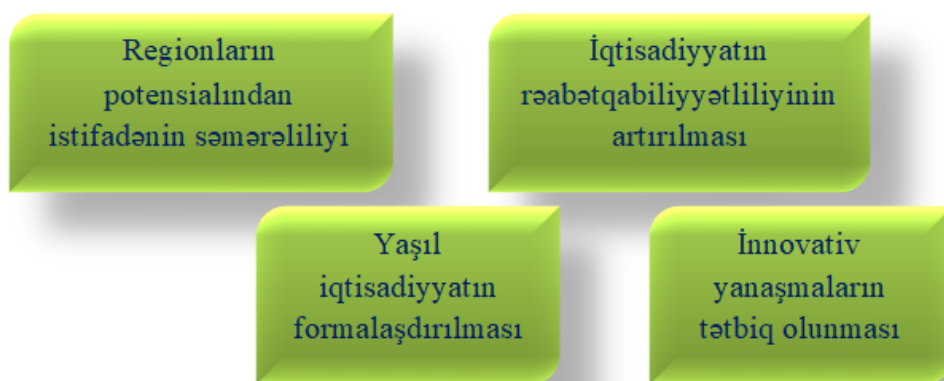 Regionların
potensialından
istifadənin səmərəliliyi
İqtisadiyyatın
rəabətqabiliyyətliliyinin
artırılması
Yaşıl
iqtisadiyyatın
formalaşdırılması
İnnovativ
yanaşmaların
tətbiq olunması